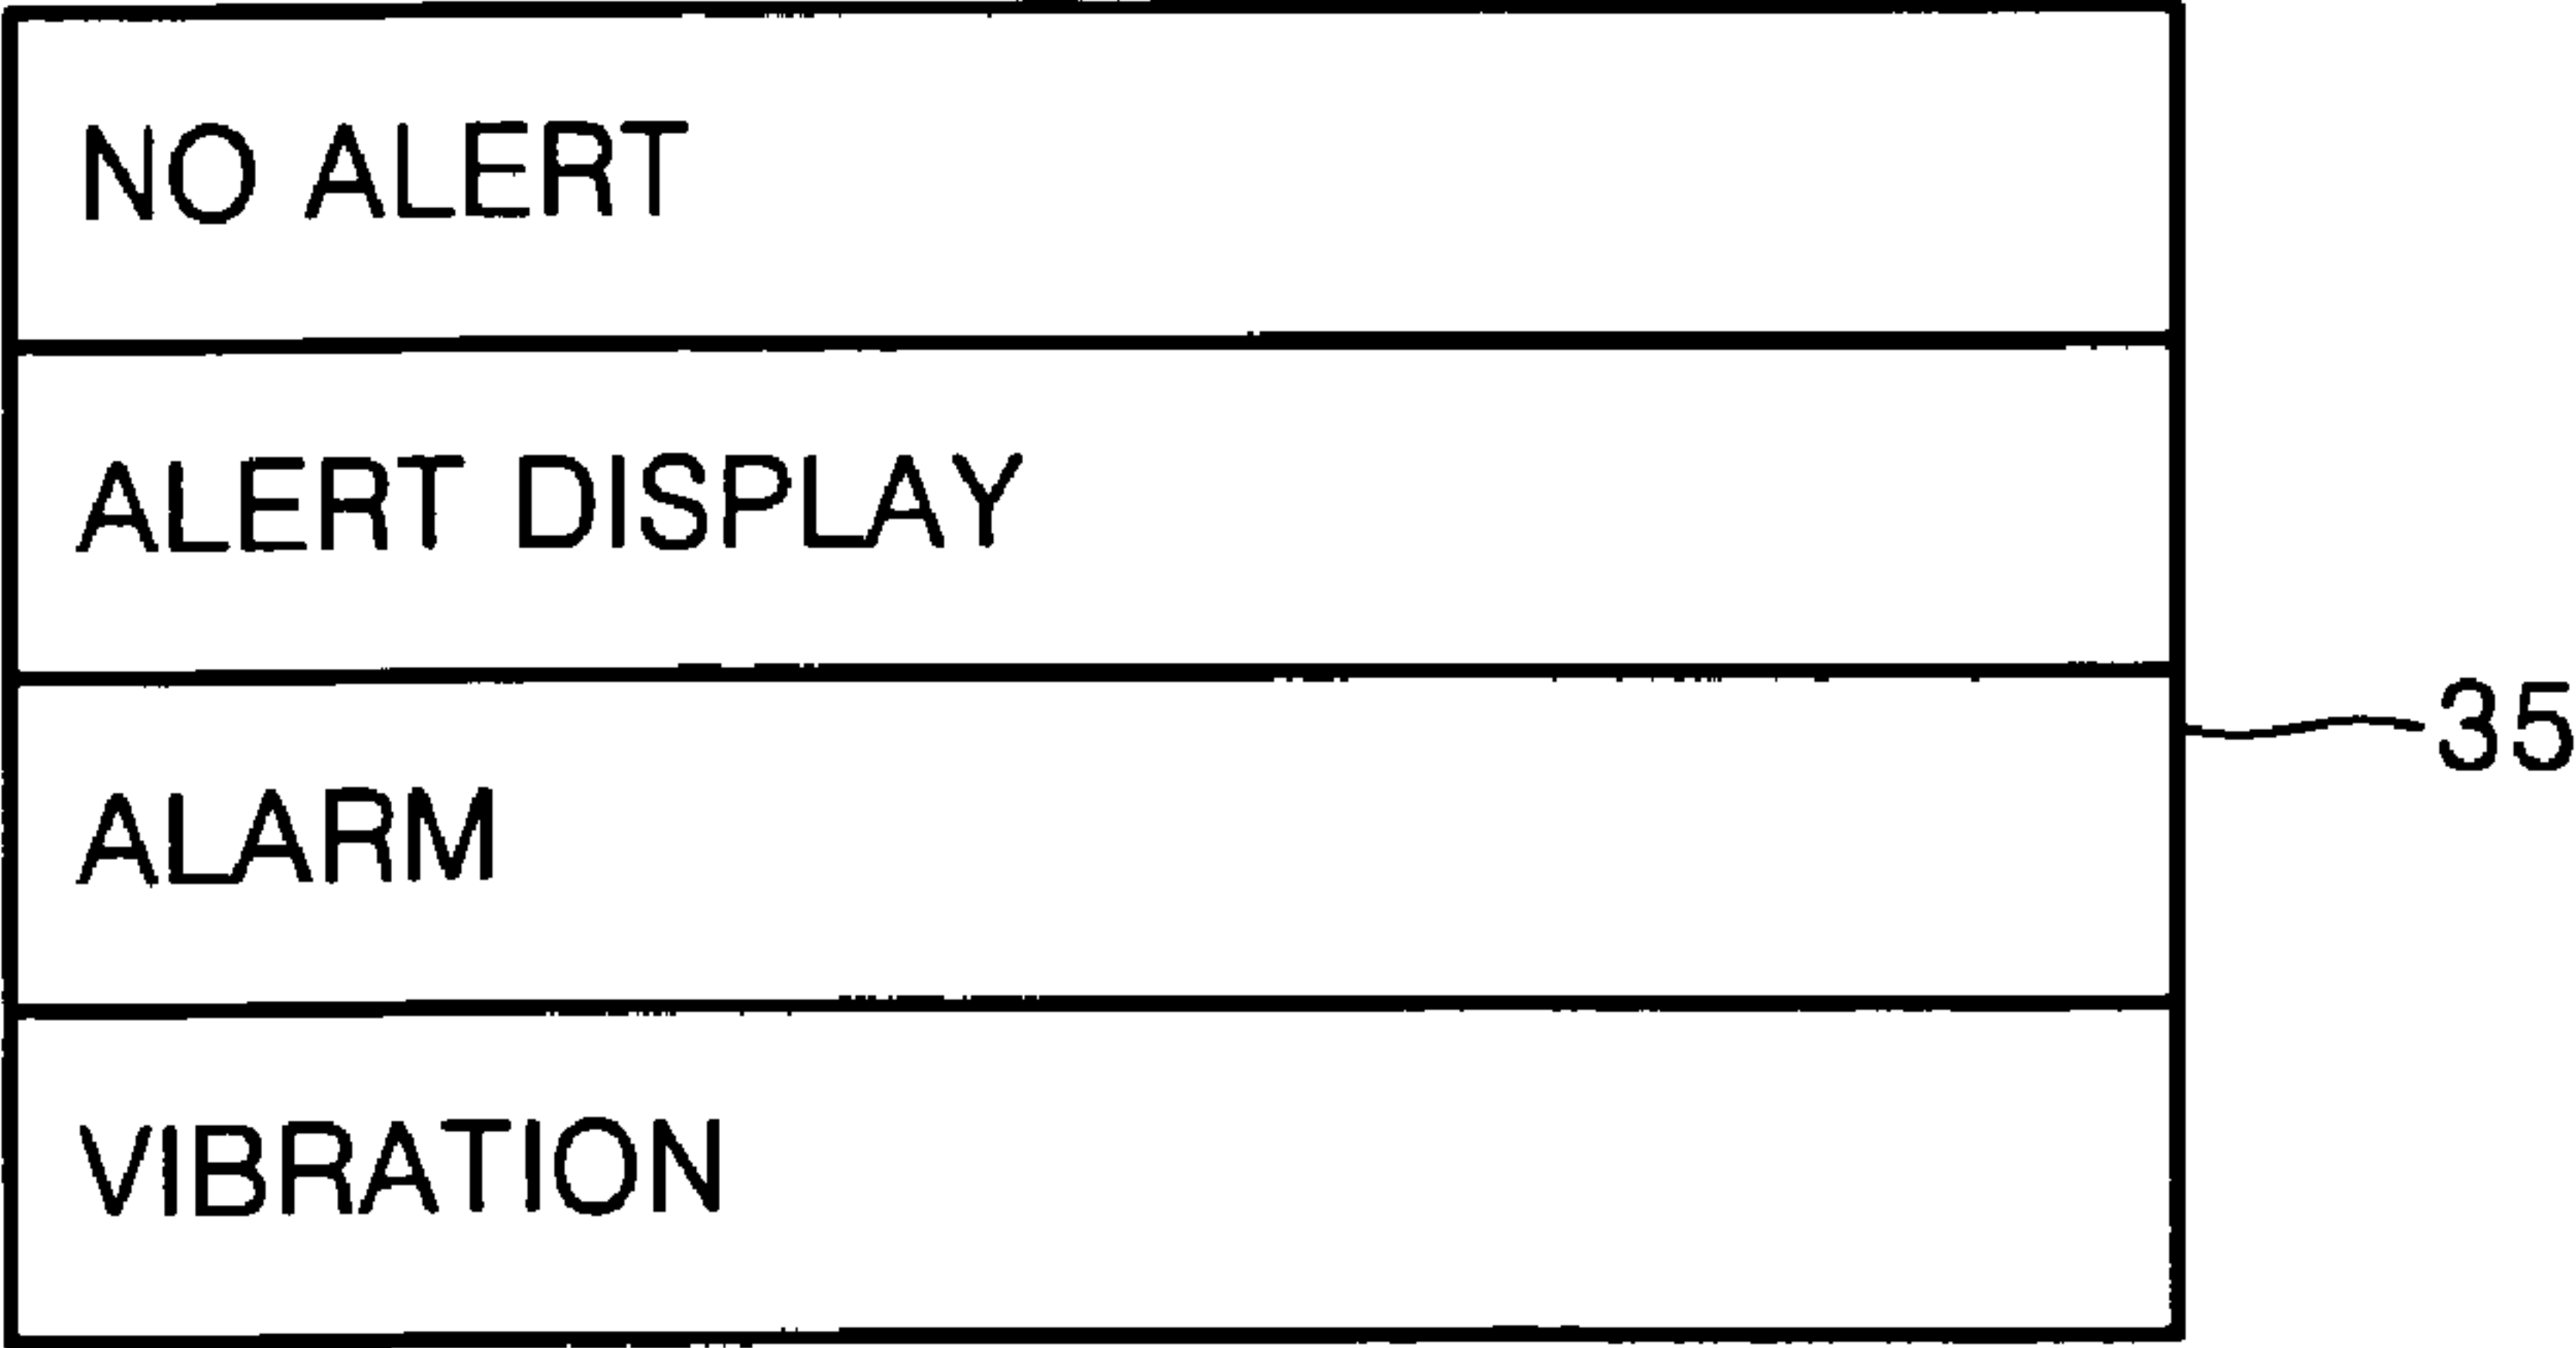 NO ALERT
ALERT DISPLAY
ALARM
35
VIBRATION